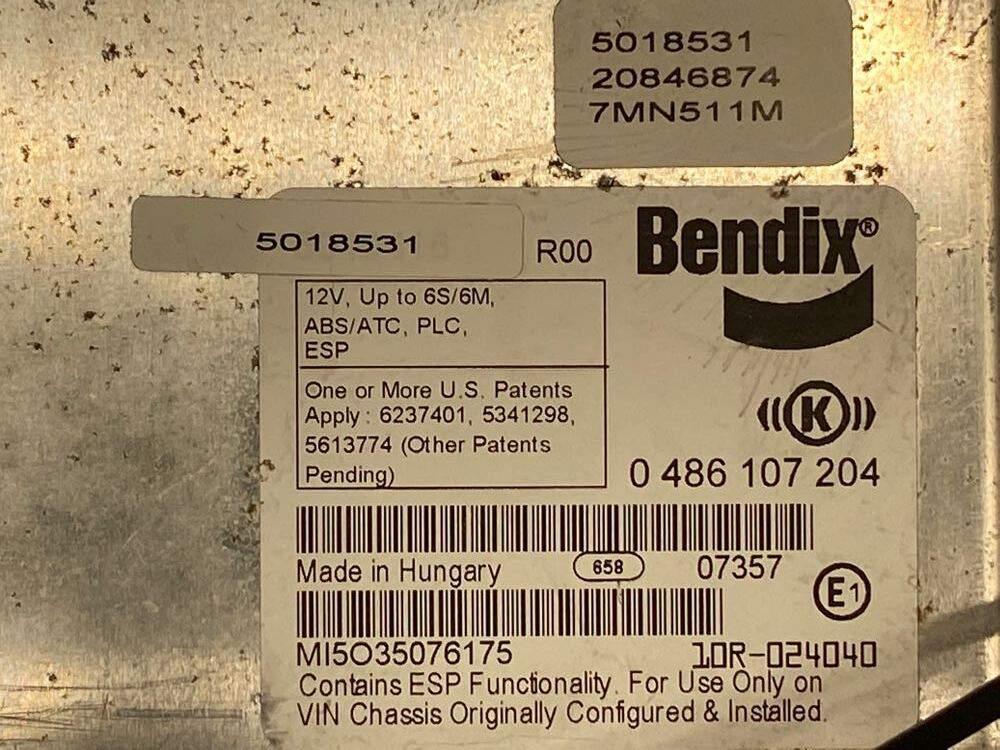 5018531
20846874
7MN511M
5018531
R00
Bendix®
12V, Up to 6S/6M,
ABS/ATC, PLC,
ESP
One or More U.S. Patents
Apply : 6237401, 5341298,
5613774 (Other Patents
Pending)
K
0 486 107 204
Made in Hungary
658
07357
E1
MI5O35076175
10R-024040
Contains ESP Functionality. For Use Only on
VIN Chassis Originally Configured & Installed.